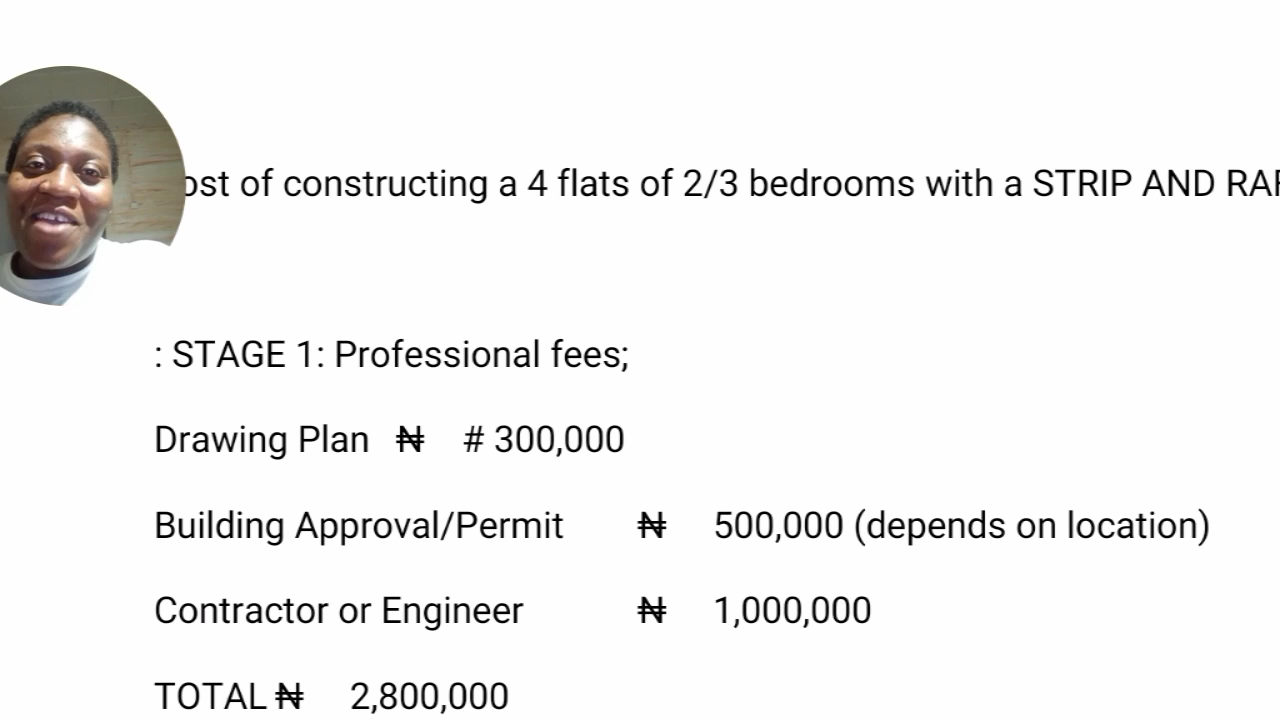 ost of constructing a 4 flats of 2/3 bedrooms with a STRIP AND RA
: STAGE 1: Professional fees;
Drawing Plan ₦ # 300,000
Building Approval/Permit ₦ 500,000 (depends on location)
Contractor or Engineer ₦ 1,000,000
TOTAL ₦ 2,800,000